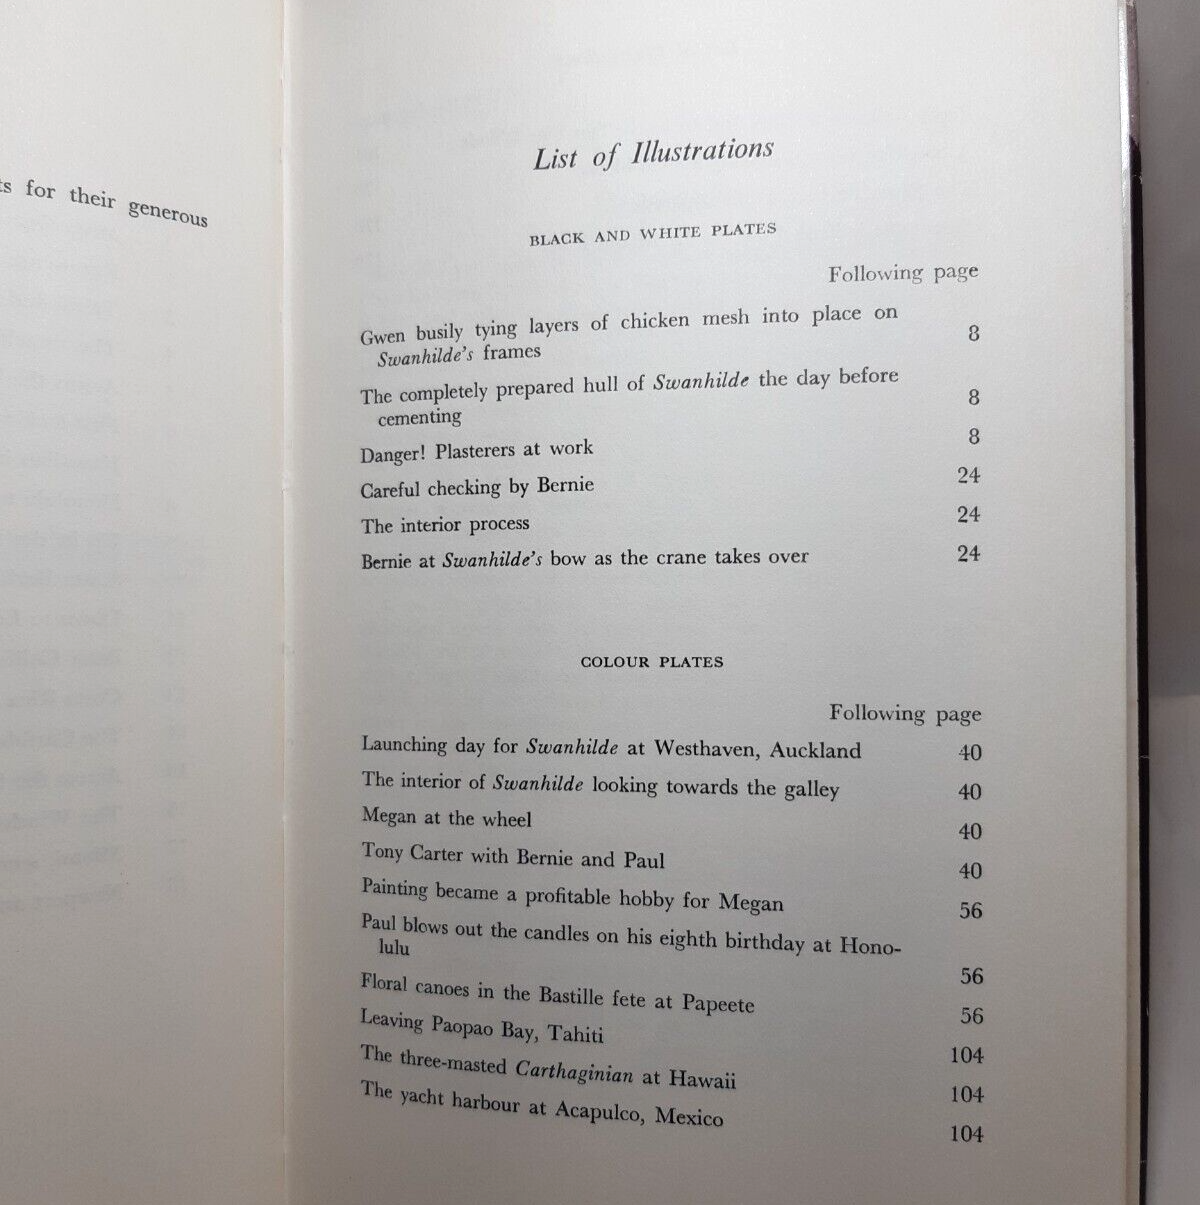 ts for their generous
List of Illustrations
BLACK AND WHITE PLATES
Following page
Gwen busily tying layers of chicken mesh into place on
Swanhilde's frames 8
The completely prepared hull of Swanhilde the day before
cementing 8
Danger! Plasterers at work 8
Careful checking by Bernie 24
The interior process 24
Bernie at Swanhilde's bow as the crane takes over 24
COLOUR PLATES
Following page
Launching day for Swanhilde at Westhaven, Auckland 40
The interior of Swanhilde looking towards the galley 40
Megan at the wheel 40
Tony Carter with Bernie and Paul 40
Painting became a profitable hobby for Megan 56
Paul blows out the candles on his eighth birthday at Hono-
lulu 56
Floral canoes in the Bastille fete at Papeete 56
Leaving Paopao Bay, Tahiti 104
The three-masted Carthaginian at Hawaii 104
The yacht harbour at Acapulco, Mexico 104